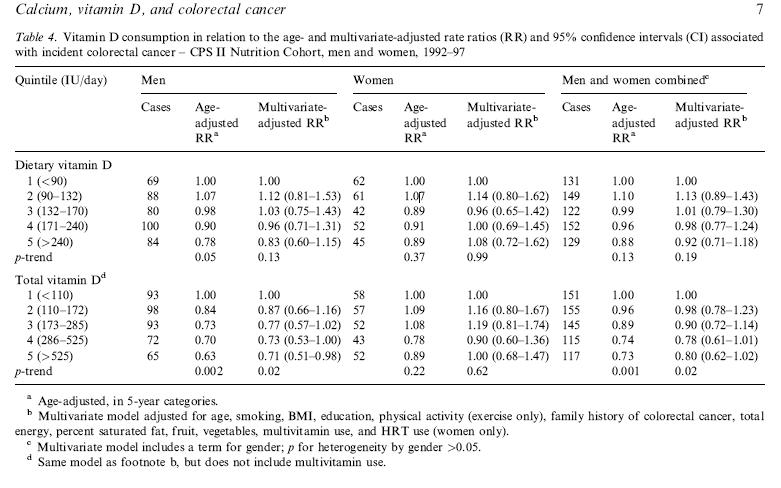 Calcium, vitamin D, and colorectal cancer 7
Table 4. Vitamin D consumption in relation to the age- and multivariate-adjusted rate ratios (RR) and 95% confidence intervals (CI) associated
with incident colorectal cancer – CPS II Nutrition Cohort, men and women, 1992–97
Quintile (IU/day) Men Women Men and women combinedc
Cases Age- Multivariate- Cases Age- Multivariate- Cases Age- Multivariate-
adjusted adjusted RRb adjusted adjusted RRb adjusted adjusted RRb
RRa RRa RRa
Dietary vitamin D
1 (<90) 69 1.00 1.00 62 1.00 1.00 131 1.00 1.00
2 (90–132) 88 1.07 1.12 (0.81–1.53) 61 1.07 1.14 (0.80–1.62) 149 1.10 1.13 (0.89–1.43)
3 (132–170) 80 0.98 1.03 (0.75–1.43) 42 0.89 0.96 (0.65–1.42) 122 0.99 1.01 (0.79–1.30)
4 (171–240) 100 0.90 0.96 (0.71–1.31) 52 0.91 1.00 (0.69–1.45) 152 0.96 0.98 (0.77–1.24)
5 (>240) 84 0.78 0.83 (0.60–1.15) 45 0.89 1.08 (0.72–1.62) 129 0.88 0.92 (0.71–1.18)
p-trend 0.05 0.13 0.37 0.99 0.13 0.19
Total vitamin Dd
1 (<110) 93 1.00 1.00 58 1.00 1.00 151 1.00 1.00
2 (110–172) 98 0.84 0.87 (0.66–1.16) 57 1.09 1.16 (0.80–1.67) 155 0.96 0.98 (0.78–1.23)
3 (173–285) 93 0.73 0.77 (0.57–1.02) 52 1.08 1.19 (0.81–1.74) 145 0.89 0.90 (0.72–1.14)
4 (286–525) 72 0.70 0.73 (0.53–1.00) 43 0.78 0.90 (0.60–1.36) 115 0.74 0.78 (0.61–1.01)
5 (>525) 65 0.63 0.71 (0.51–0.98) 52 0.89 1.00 (0.68–1.47) 117 0.73 0.80 (0.62–1.02)
p-trend 0.002 0.02 0.22 0.62 0.001 0.02
a Age-adjusted, in 5-year categories.
b Multivariate model adjusted for age, smoking, BMI, education, physical activity (exercise only), family history of colorectal cancer, total
energy, percent saturated fat, fruit, vegetables, multivitamin use, and HRT use (women only).
c Multivariate model includes a term for gender; p for heterogeneity by gender >0.05.
d Same model as footnote b, but does not include multivitamin use.